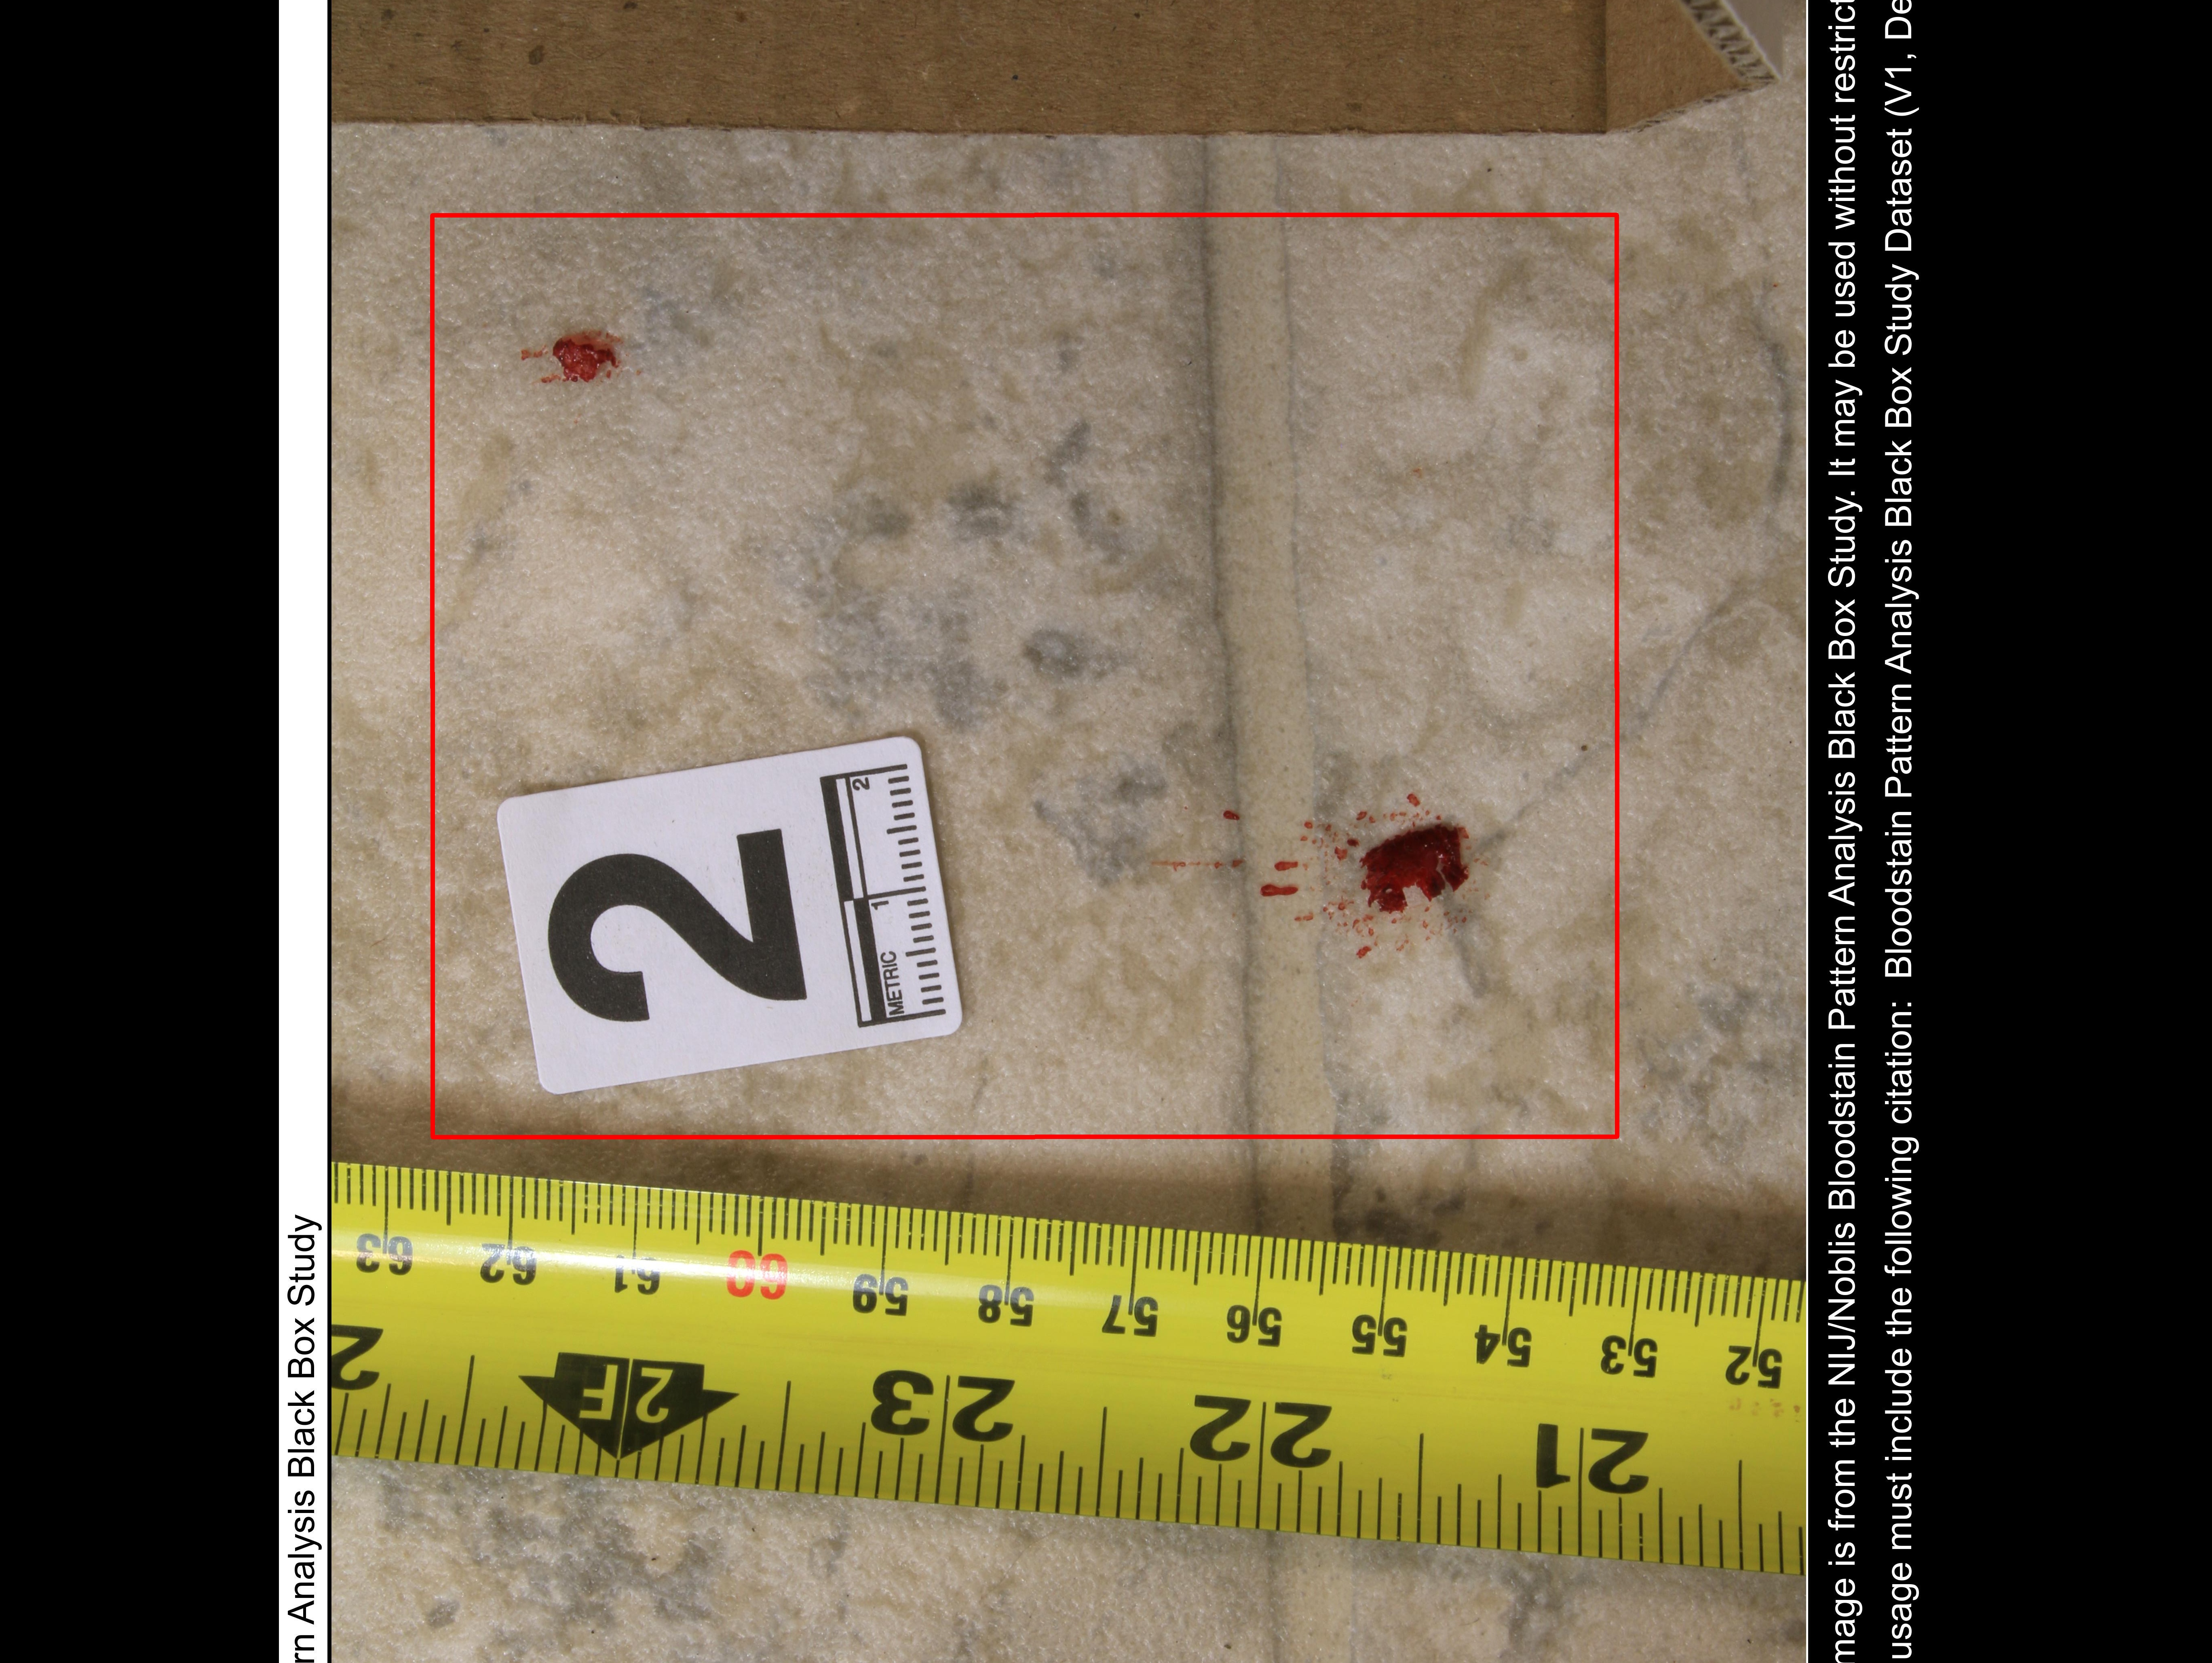 rn Analysis Black Box Study
2
METRIC 1 2
63 62 61 60 59 58 57 56 55 54 53 52
2 2F 23 22 21
mage is from the NIJ/Noblis Bloodstain Pattern Analysis Black Box Study. It may be used without restrict
usage must include the following citation: Bloodstain Pattern Analysis Black Box Study Dataset (V1, De